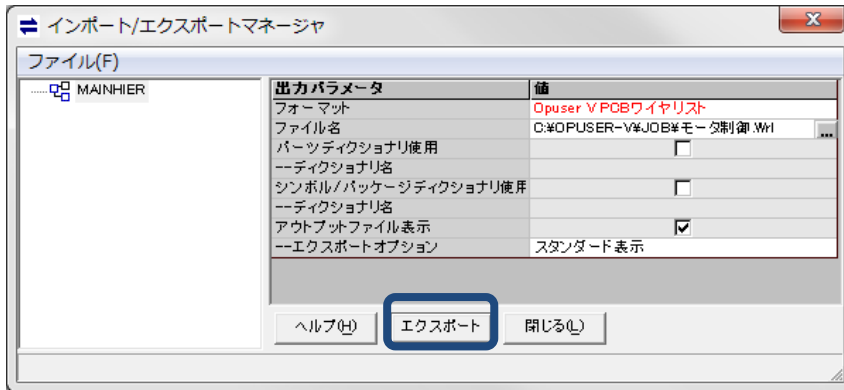 インポート/エクスポートマネージャ
ファイル(F)
MAINHIER
出力パラメータ 値
フォーマット Opuser V PCBワイヤリスト
ファイル名 C:¥OPUSER-V¥JOB¥モータ制御.Wrl ...
パーツディクショナリ使用
--ディクショナリ名
シンボル/パッケージディクショナリ使用
--ディクショナリ名
アウトプットファイル表示
--エクスポートオプション スタンダード表示
ヘルプ(H) エクスポート 閉じる(L)